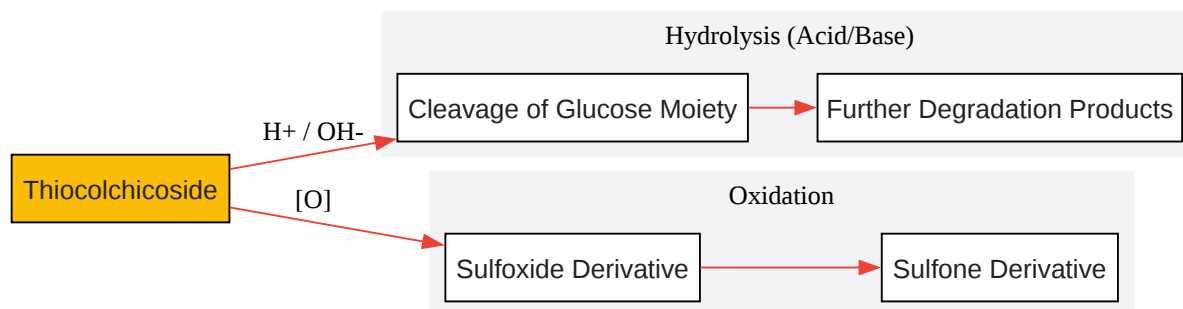 Hydrolysis (Acid/Base)
Cleavage of Glucose Moiety
Further Degradation Products
H+ / OH-
Thiocolchicoside
[O]
Oxidation
Sulfoxide Derivative
Sulfone Derivative